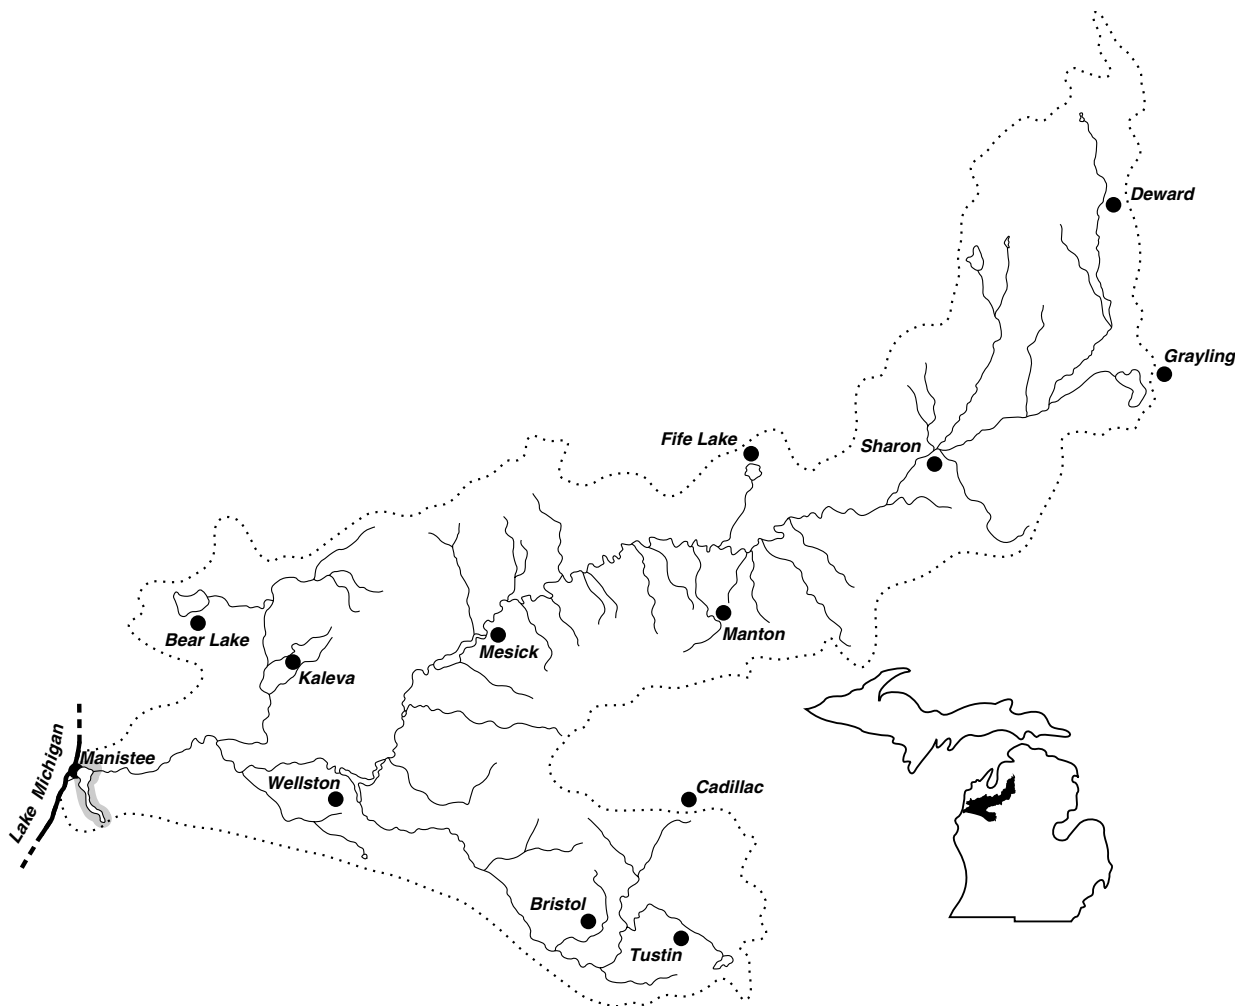 Deward
Grayling
Fife Lake
Sharon
Bear Lake
Manton
Mesick
Kaleva
Lake Michigan
Manistee
Wellston
Cadillac
Bristol
Tustin